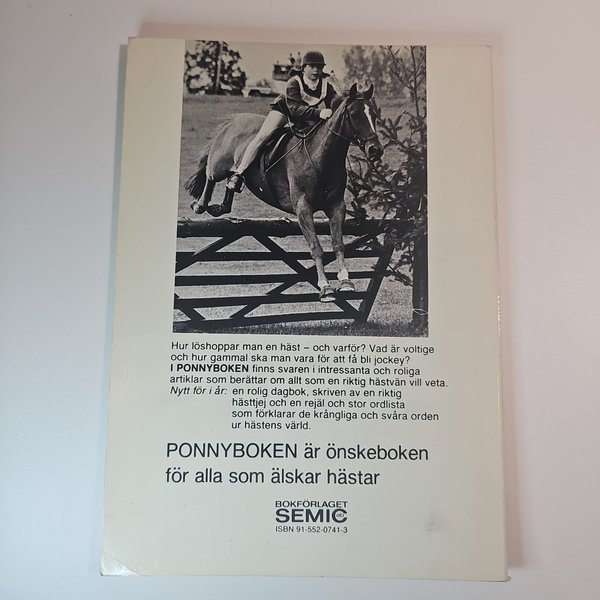 Hur löshoppar man en häst – och varför? Vad är voltige
och hur gammal ska man vara för att få bli jockey?
I PONNYBOKEN finns svaren i intressanta och roliga
artiklar som berättar om allt som en riktig hästvän vill veta.
Nytt för i år: en rolig dagbok, skriven av en riktig
hästtjej och en rejäl och stor ordlista
som förklarar de krångliga och svåra orden
ur hästens värld.
PONNYBOKEN är önskeboken
för alla som älskar hästar
BOKFÖRLAGET
SEMIC
ISBN 91-552-0741-3